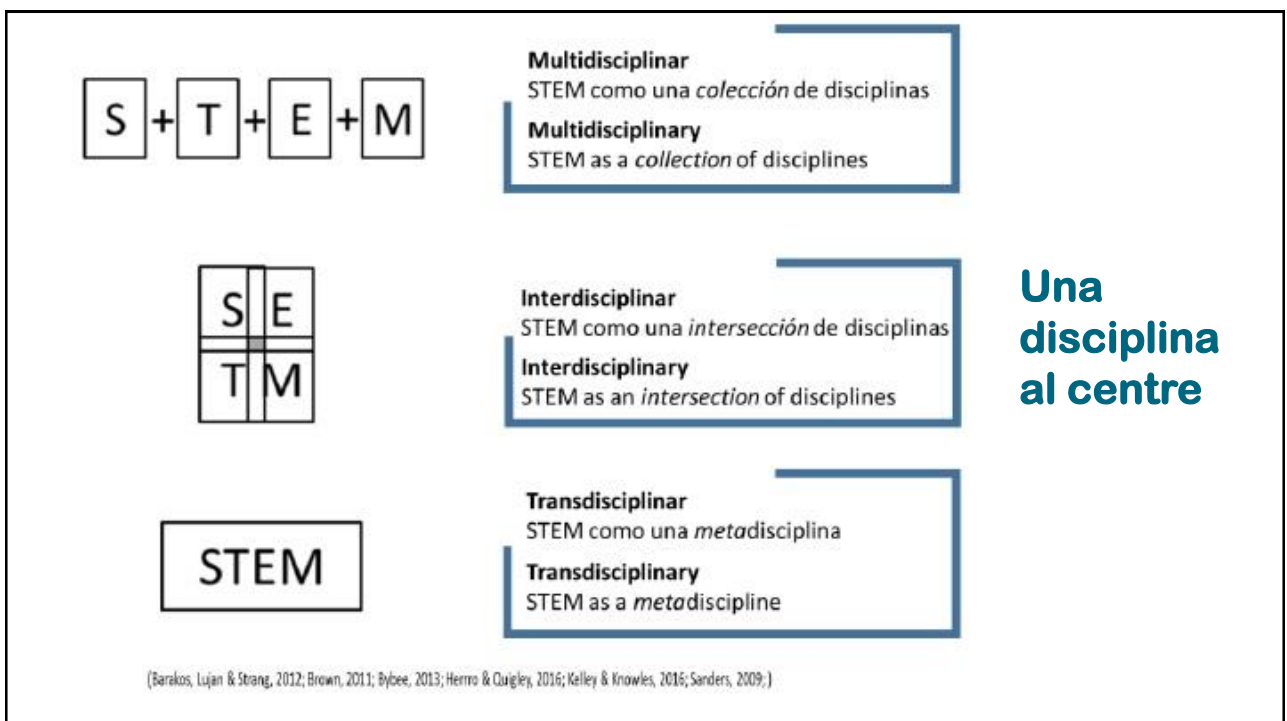 S + T + E + M
Multidisciplinar
STEM como una colección de disciplinas
Multidisciplinary
STEM as a collection of disciplines
S E
T M
Interdisciplinar
STEM como una intersección de disciplinas
Interdisciplinary
STEM as an intersection of disciplines
Una
disciplina
al centre
STEM
Transdisciplinar
STEM como una metadisciplina
Transdisciplinary
STEM as a metadiscipline
(Barakos, Lujan & Strang, 2012; Brown, 2011; Bybee, 2013; Herrro & Quigley, 2016; Kelley & Knowles, 2016; Sanders, 2009; )